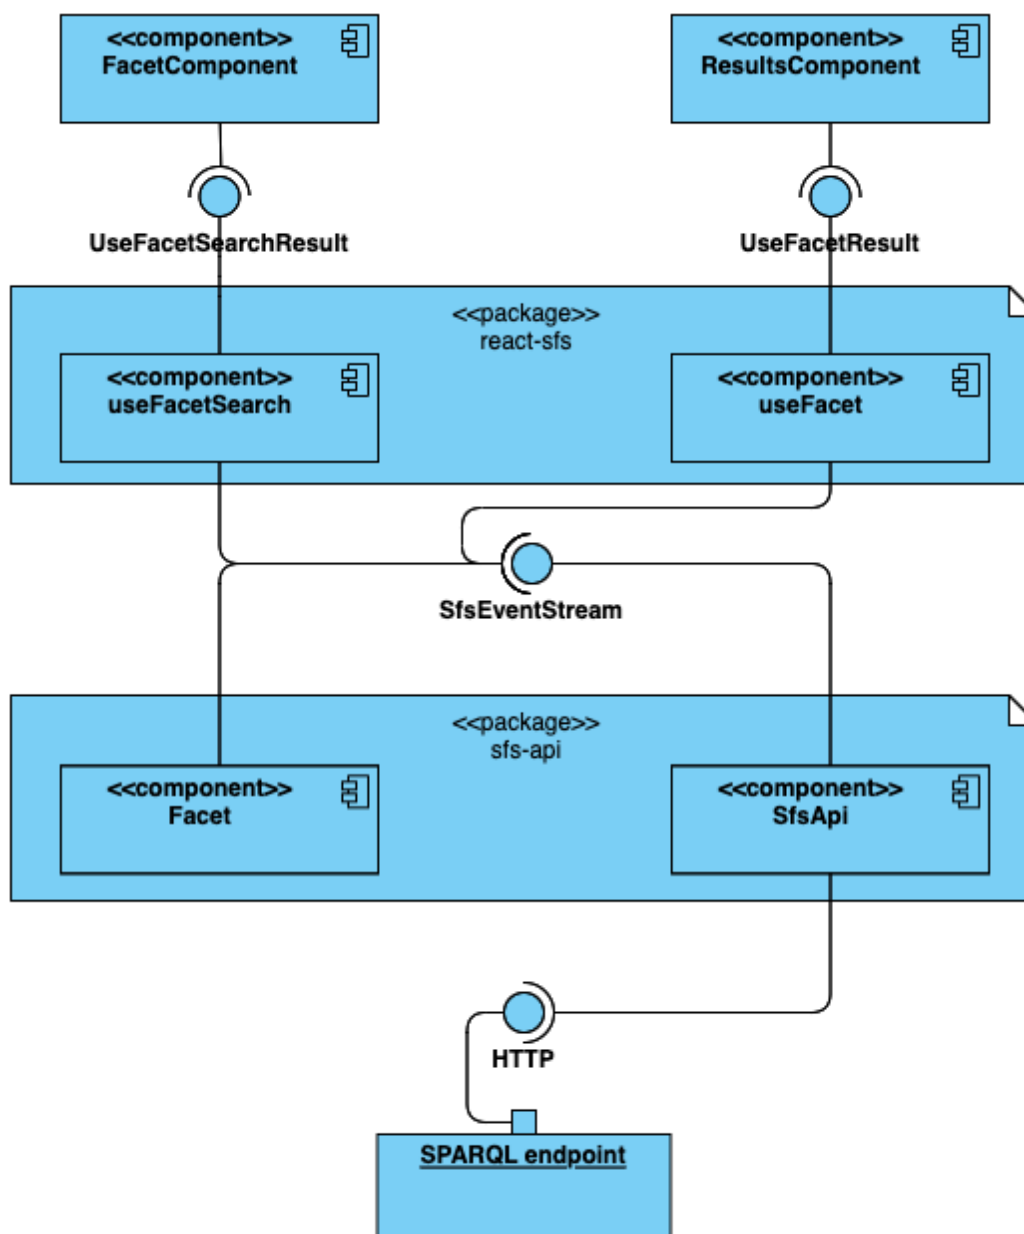 <<component>>
FacetComponent
<<component>>
ResultsComponent
UseFacetSearchResult
UseFacetResult
<<package>>
react-sfs
<<component>>
useFacetSearch
<<component>>
useFacet
SfsEventStream
<<package>>
sfs-api
<<component>>
Facet
<<component>>
SfsApi
HTTP
SPARQL endpoint